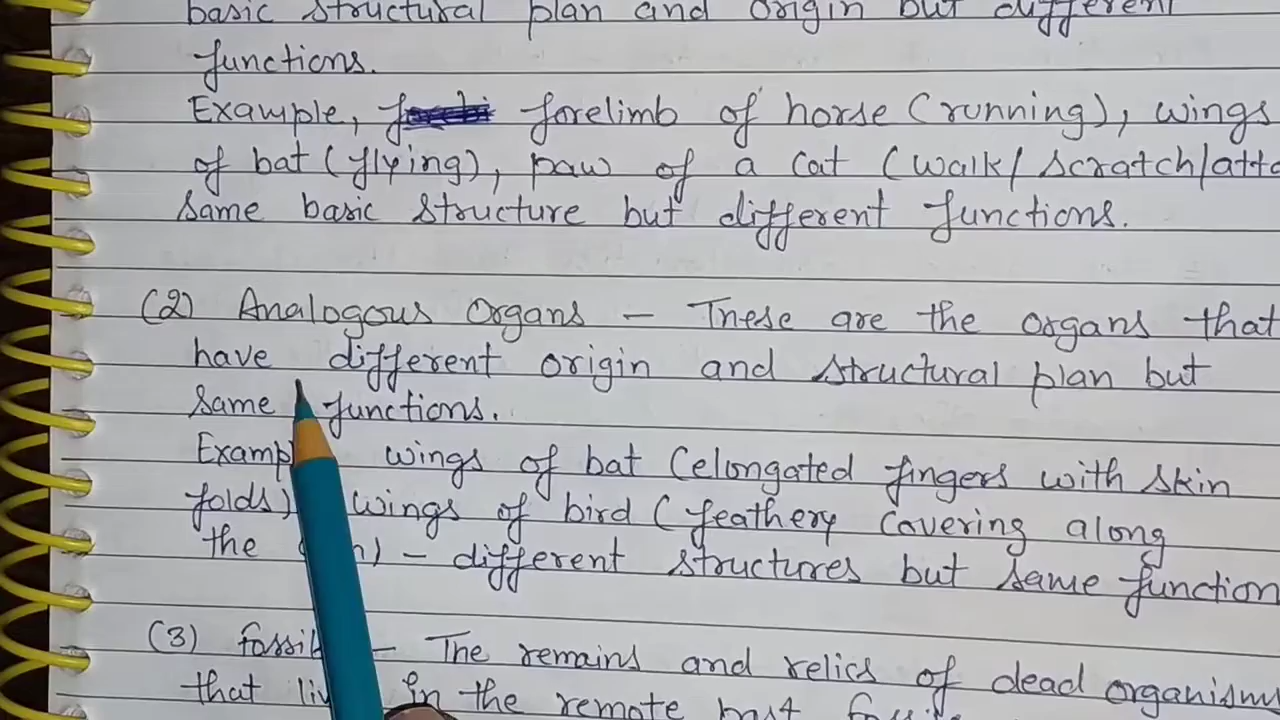 basic structural plan and origin but different
functions.
Example, forelimb of horse (running), wings
of bat (flying), paw of a cat (walk/scratch/atta
same basic structure but different functions.
(2) Analogous Organs - These are the organs that
have different origin and structural plan but
same functions.
Examp wings of bat (elongated fingers with skin
folds) wings of bird (feathery covering along
the - different structures but same function
(3) fossil - The remains and relics of dead organisms
that in the remote past